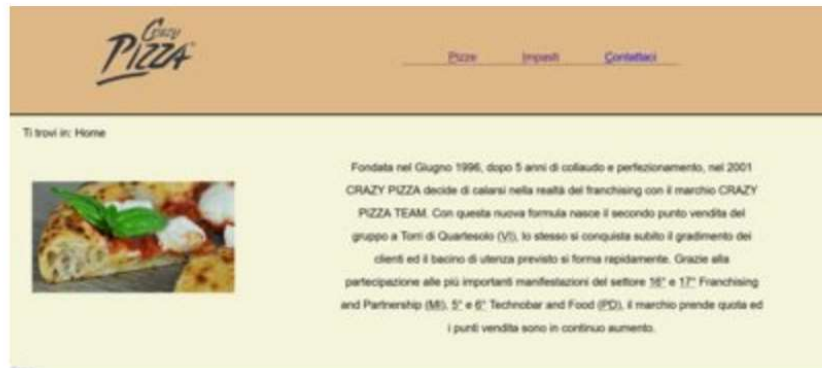 Crazy
PIZZA
Pizze Impasti Contattaci
Ti trovi in: Home
Fondata nel Giugno 1996, dopo 5 anni di collaudo e perfezionamento, nel 2001
CRAZY PIZZA decide di calarsi nella realtà del franchising con il marchio CRAZY
PIZZA TEAM. Con questa nuova formula nasce il secondo punto vendita del
gruppo a Torri di Quartesolo (VI), lo stesso si conquista subito il gradimento dei
clienti ed il bacino di utenza previsto si forma rapidamente. Grazie alla
partecipazione alle più importanti manifestazioni del settore 16° e 17° Franchising
and Partnership (MI), 5° e 6° Technobar and Food (PD), il marchio prende quota ed
i punti vendita sono in continuo aumento.